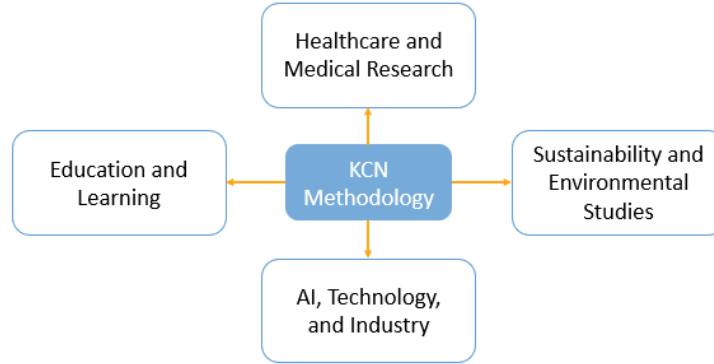 Healthcare and
Medical Research
Education and
Learning
KCN
Methodology
Sustainability and
Environmental
Studies
AI, Technology,
and Industry